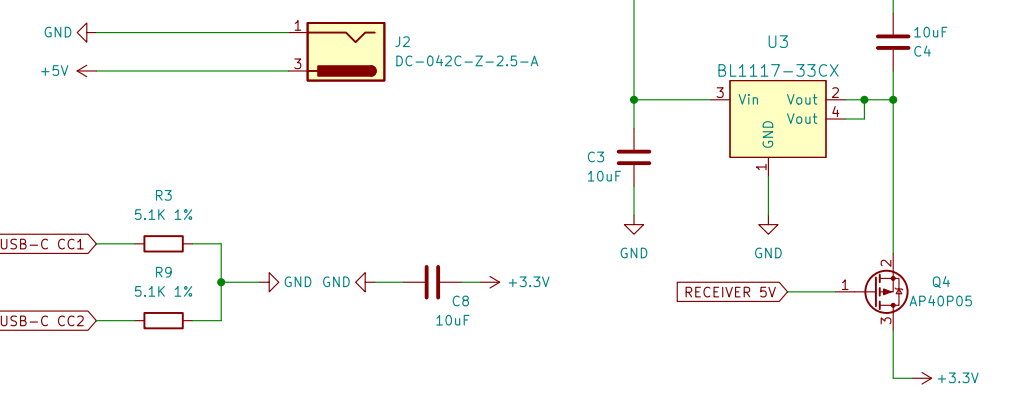 GND
1
J2
DC-042C-Z-2.5-A
+5V
3
10uF
C4
U3
BL1117-33CX
3
Vin
Vout
2
Vout
4
GND
1
C3
10uF
GND
GND
R3
5.1K 1%
USB-C CC1
R9
5.1K 1%
USB-C CC2
GND
GND
C8
10uF
+3.3V
RECEIVER 5V
1
2
3
Q4
AP40P05
+3.3V